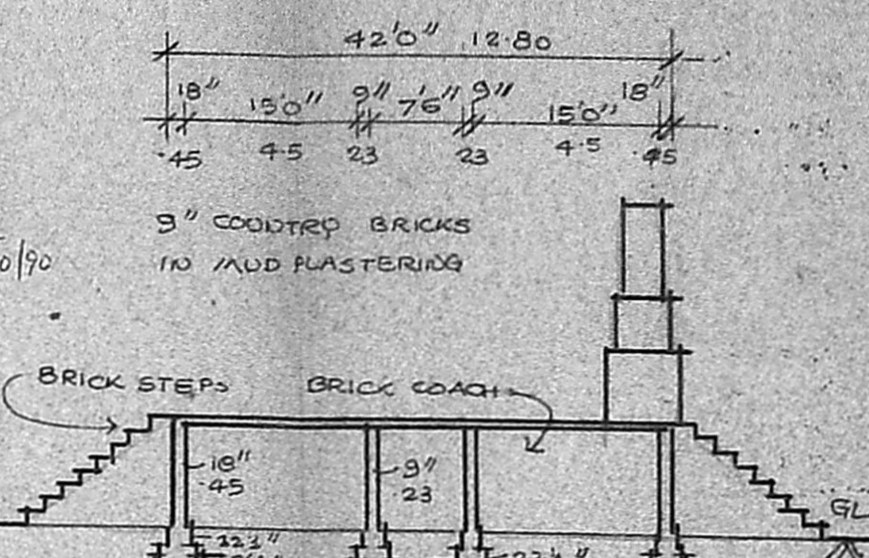 42'0" 12.80
18" 15'0" 9" 7'6" 9" 15'0" 18"
.45 4.5 23 23 4.5 .45
9" COUNTRY BRICKS
IN MUD PLASTERING
0/90
BRICK STEPS BRICK COACH
18" 9"
.45 .23
GL
22½"